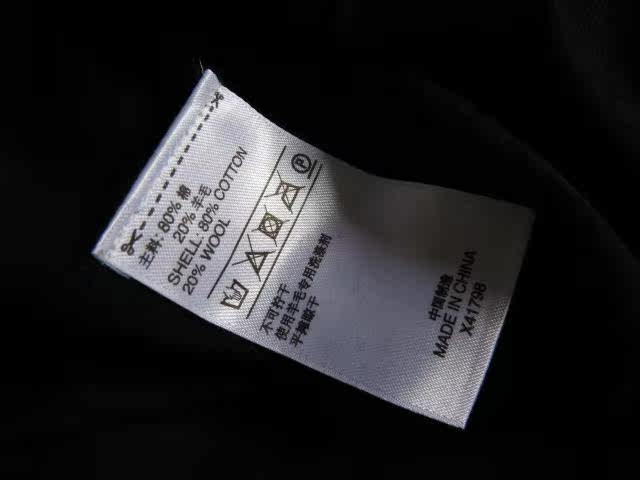 主料: 80% 棉
20% 羊毛
SHELL: 80% COTTON
20% WOOL
不可拧干
使用羊毛专用洗涤剂
平摊晾干
中国制造
MADE IN CHINA
X41798